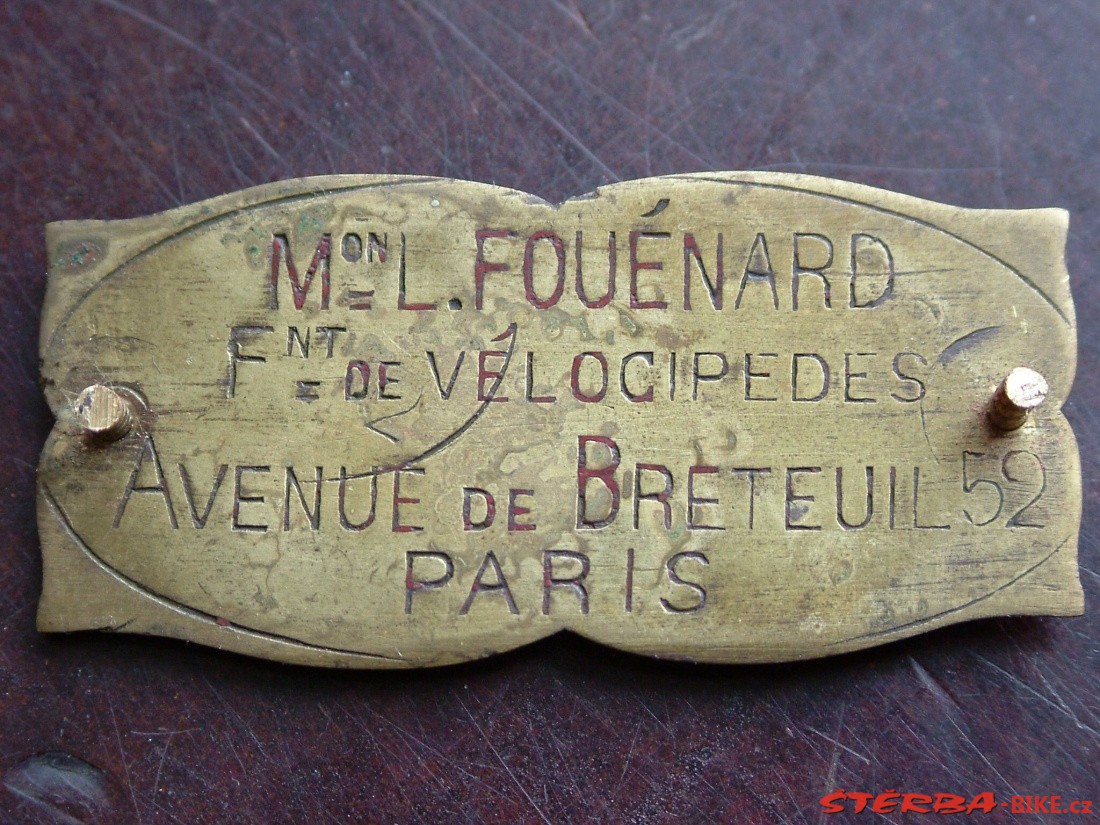 Mon L. FOUÉNARD
FNT DE VÉLOCIPEDES
AVENUE DE BRETEUIL 52
PARIS
ŠTĚRBA-BIKE.cz